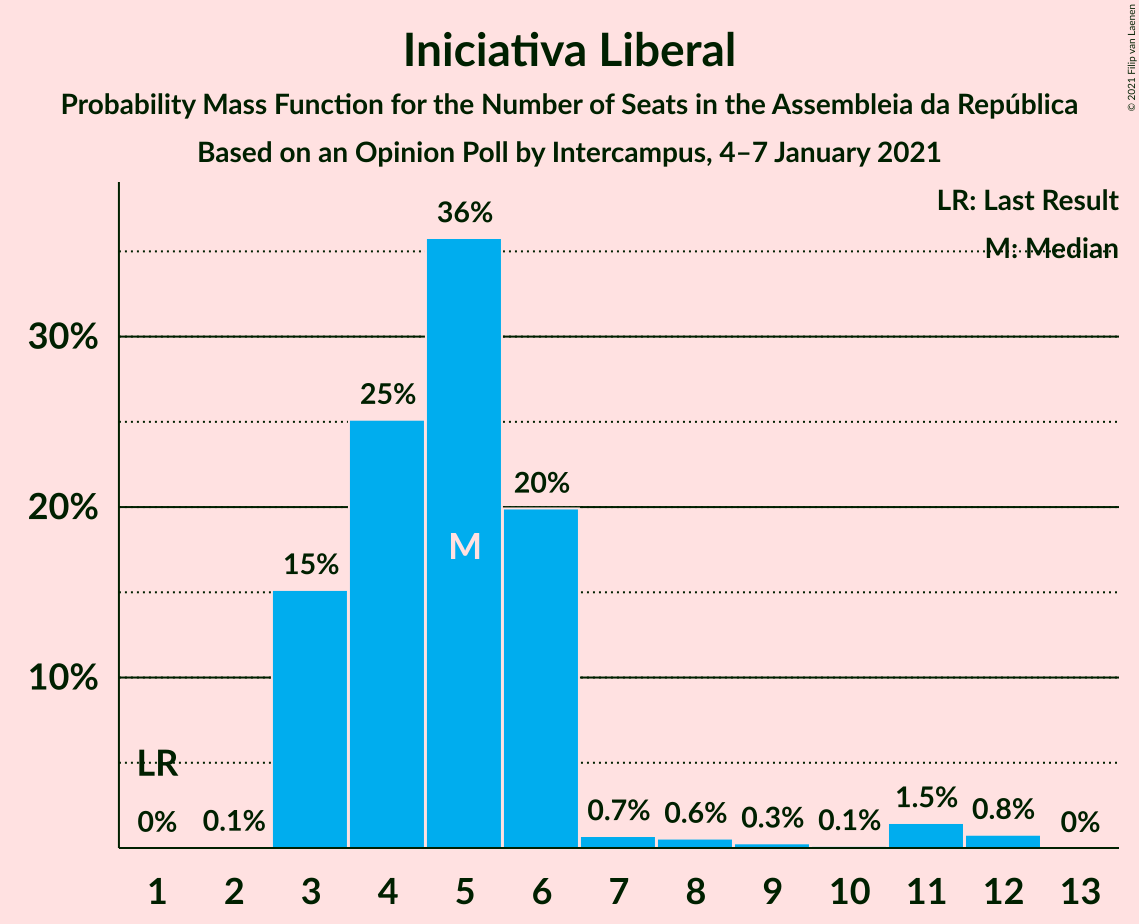 Iniciativa Liberal
Probability Mass Function for the Number of Seats in the Assembleia da República
Based on an Opinion Poll by Intercampus, 4–7 January 2021
© 2021 Filip van Laenen
LR: Last Result
M: Median
36%
30%
25%
20%
20%
M
15%
10%
LR
0%
0.1%
0.7%
0.6%
0.3%
0.1%
1.5%
0.8%
0%
1 2 3 4 5 6 7 8 9 10 11 12 13